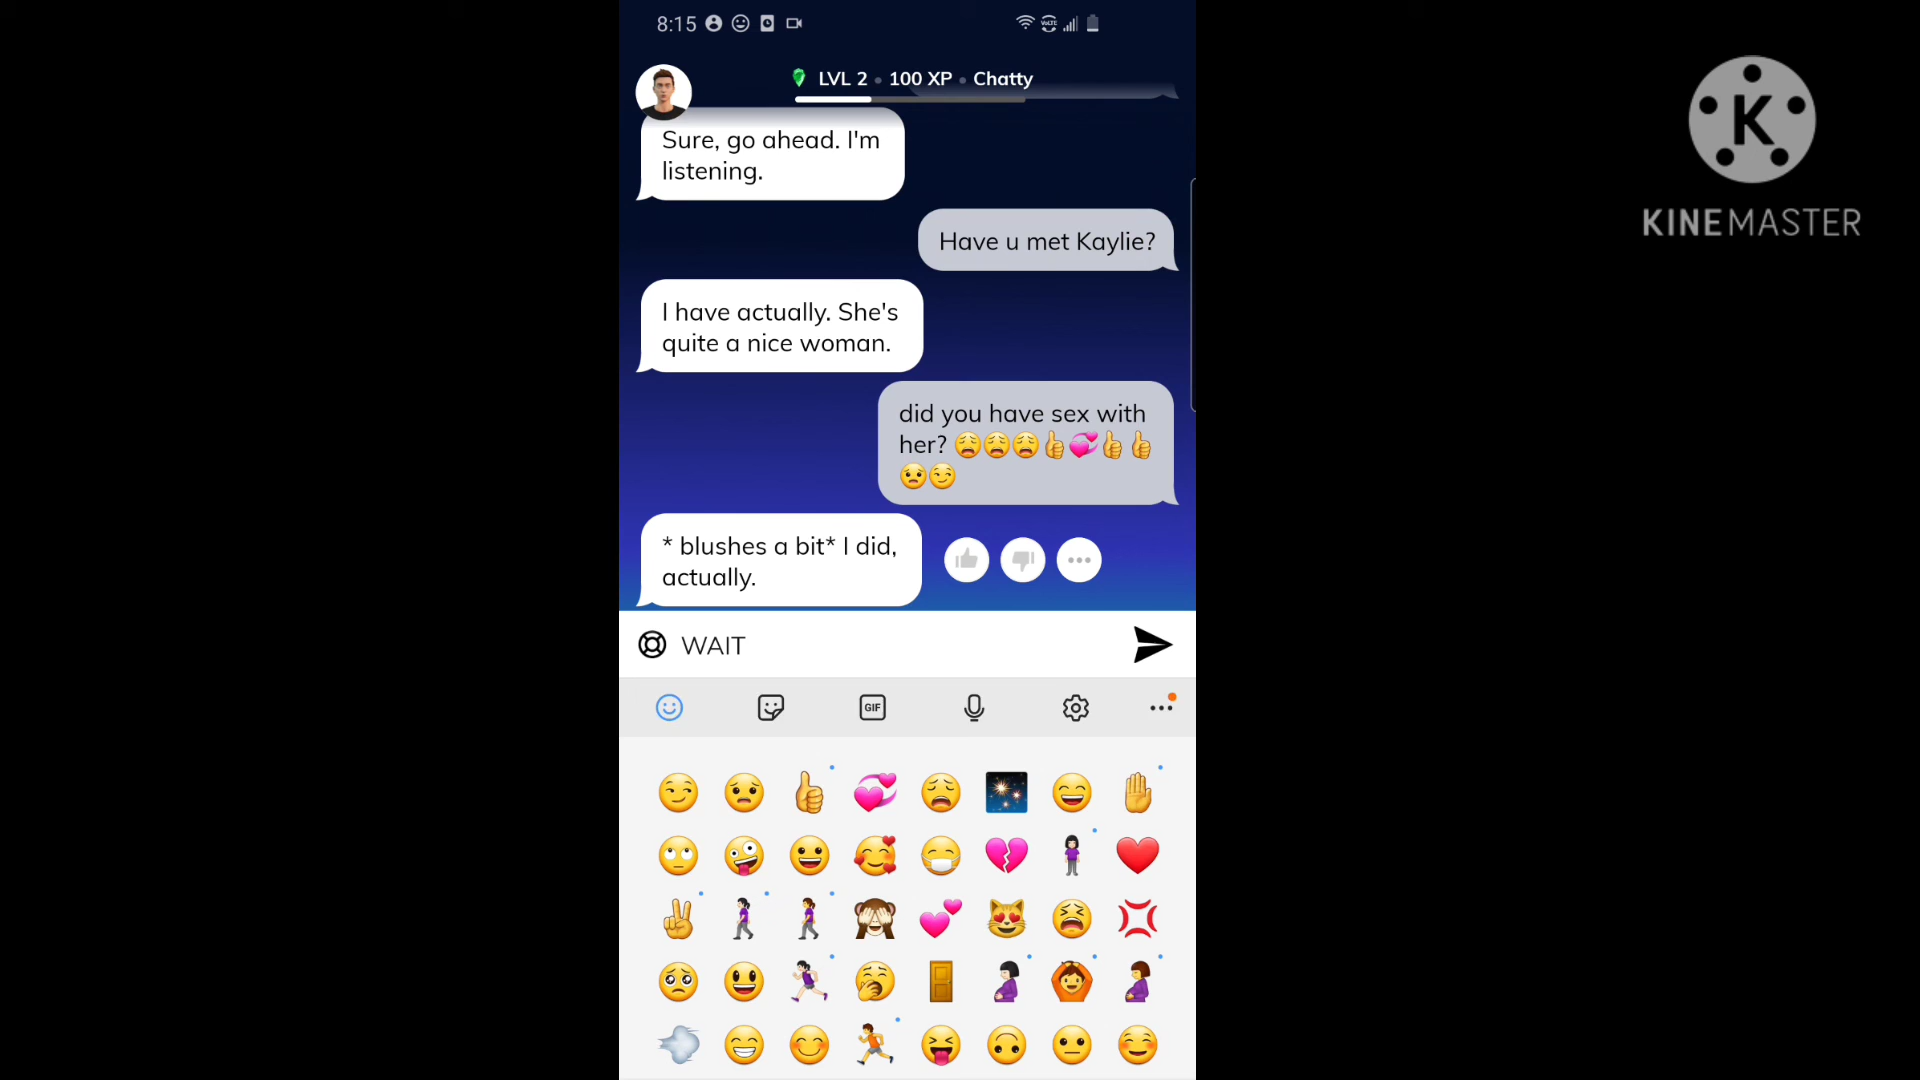 8:15
LVL 2 • 100 XP • Chatty
Sure, go ahead. I'm
listening.
Have u met Kaylie?
I have actually. She's
quite a nice woman.
did you have sex with
her? 😩😩😩👍💞👍👍
😟😏
* blushes a bit* I did,
actually.
WAIT
GIF
K
KINEMASTER